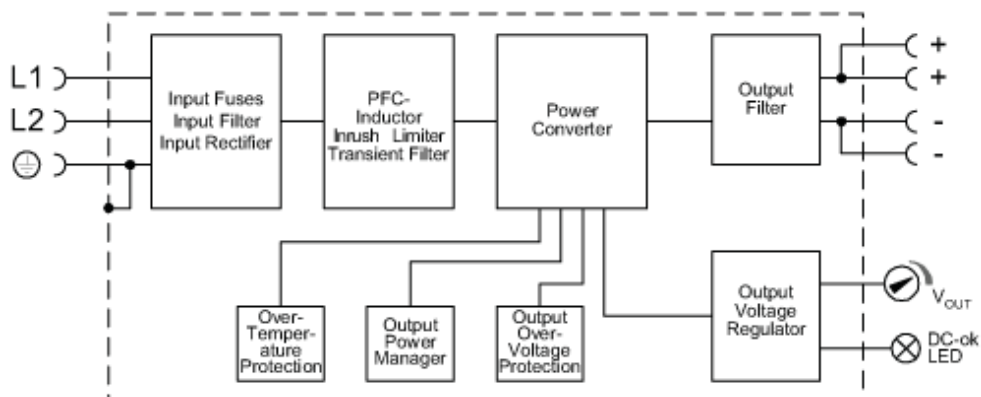 L1
L2
Input Fuses
Input Filter
Input Rectifier
PFC-
Inductor
Inrush Limiter
Transient Filter
Power
Converter
Output
Filter
+
+
-
-
Over-
Temper-
ature
Protection
Output
Power
Manager
Output
Over-
Voltage
Protection
Output
Voltage
Regulator
VOUT
DC-ok
LED